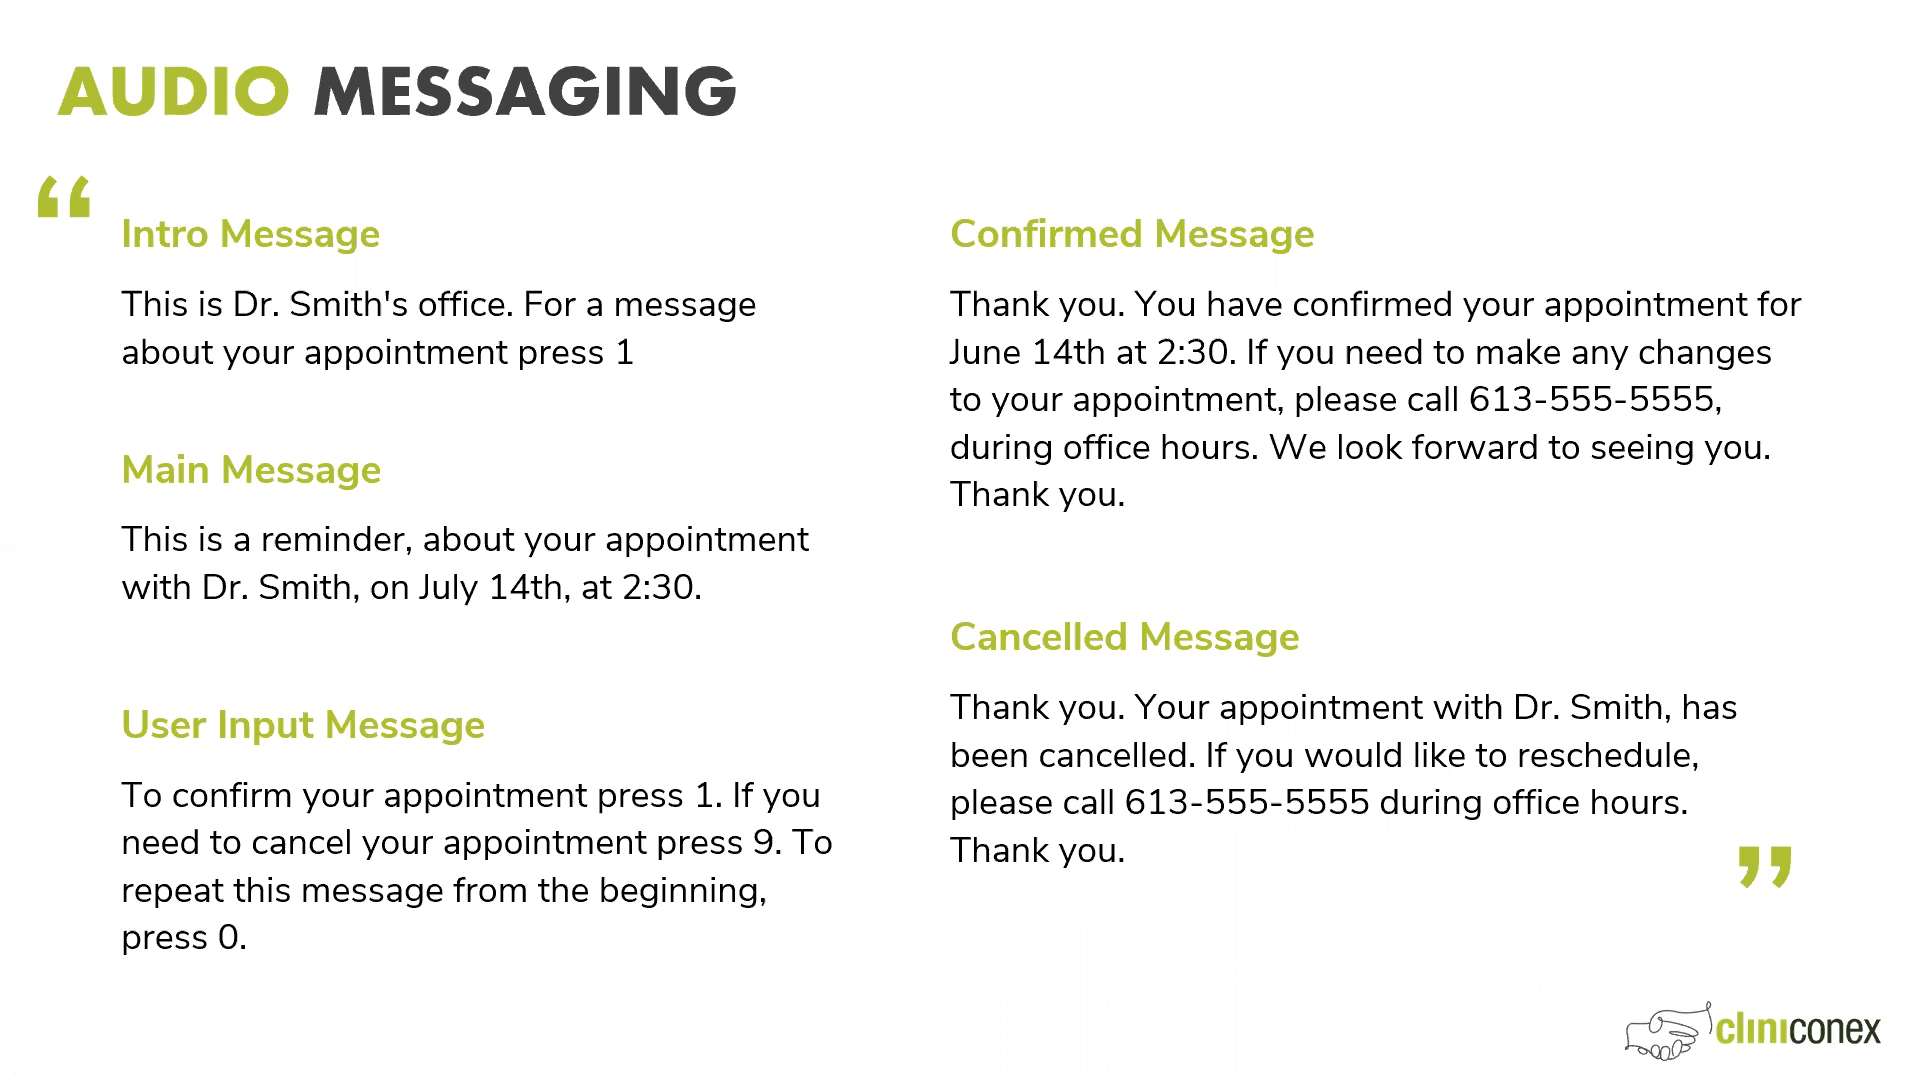 AUDIO MESSAGING
“
Intro Message
This is Dr. Smith's office. For a message
about your appointment press 1
Main Message
This is a reminder, about your appointment
with Dr. Smith, on July 14th, at 2:30.
User Input Message
To confirm your appointment press 1. If you
need to cancel your appointment press 9. To
repeat this message from the beginning,
press 0.
Confirmed Message
Thank you. You have confirmed your appointment for
June 14th at 2:30. If you need to make any changes
to your appointment, please call 613-555-5555,
during office hours. We look forward to seeing you.
Thank you.
Cancelled Message
Thank you. Your appointment with Dr. Smith, has
been cancelled. If you would like to reschedule,
please call 613-555-5555 during office hours.
Thank you.
”
cliniconex